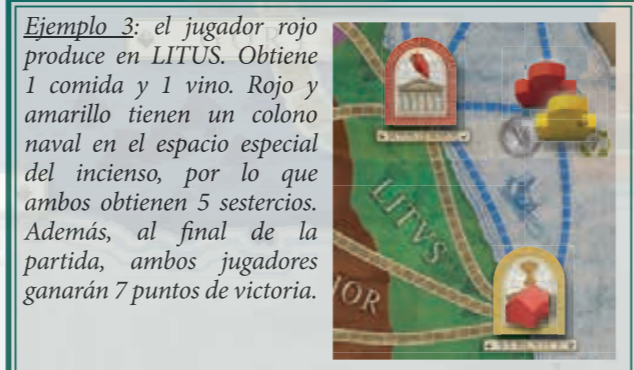 Ejemplo 3: el jugador rojo
produce en LITUS. Obtiene
1 comida y 1 vino. Rojo y
amarillo tienen un colono
naval en el espacio especial
del incienso, por lo que
ambos obtienen 5 sestercios.
Además, al final de la
partida, ambos jugadores
ganarán 7 puntos de victoria.
LITVS
IOR